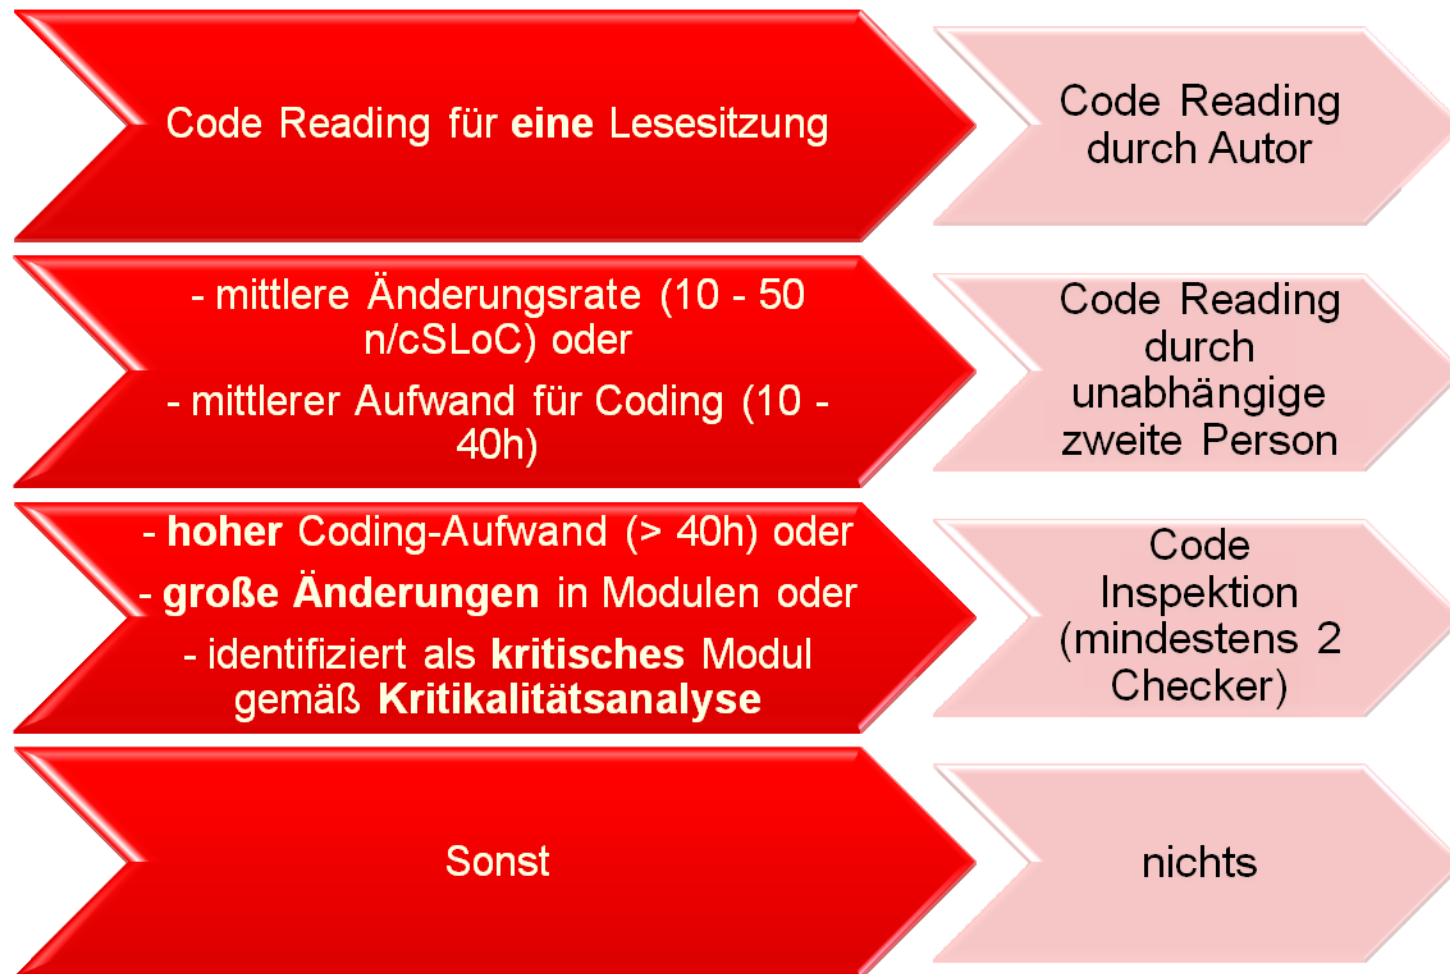 Code Reading für eine Lesesitzung
Code Reading
durch Autor
- mittlere Änderungsrate (10 - 50
n/cSLoC) oder
- mittlerer Aufwand für Coding (10 -
40h)
Code Reading
durch
unabhängige
zweite Person
- hoher Coding-Aufwand (> 40h) oder
- große Änderungen in Modulen oder
- identifiziert als kritisches Modul
gemäß Kritikalitätsanalyse
Code
Inspektion
(mindestens 2
Checker)
Sonst
nichts